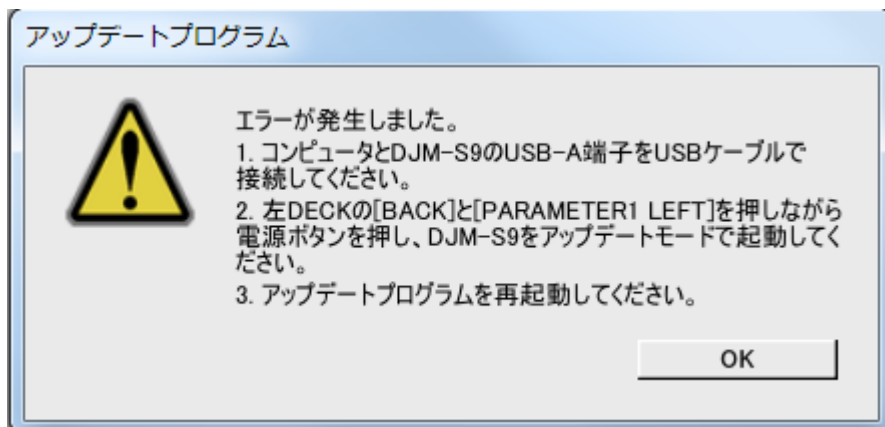 アップデートプログラム
エラーが発生しました。
1. コンピュータとDJM-S9のUSB-A端子をUSBケーブルで
接続してください。
2. 左DECKの[BACK]と[PARAMETER1 LEFT]を押しながら
電源ボタンを押し、DJM-S9をアップデートモードで起動してく
ださい。
3. アップデートプログラムを再起動してください。
OK